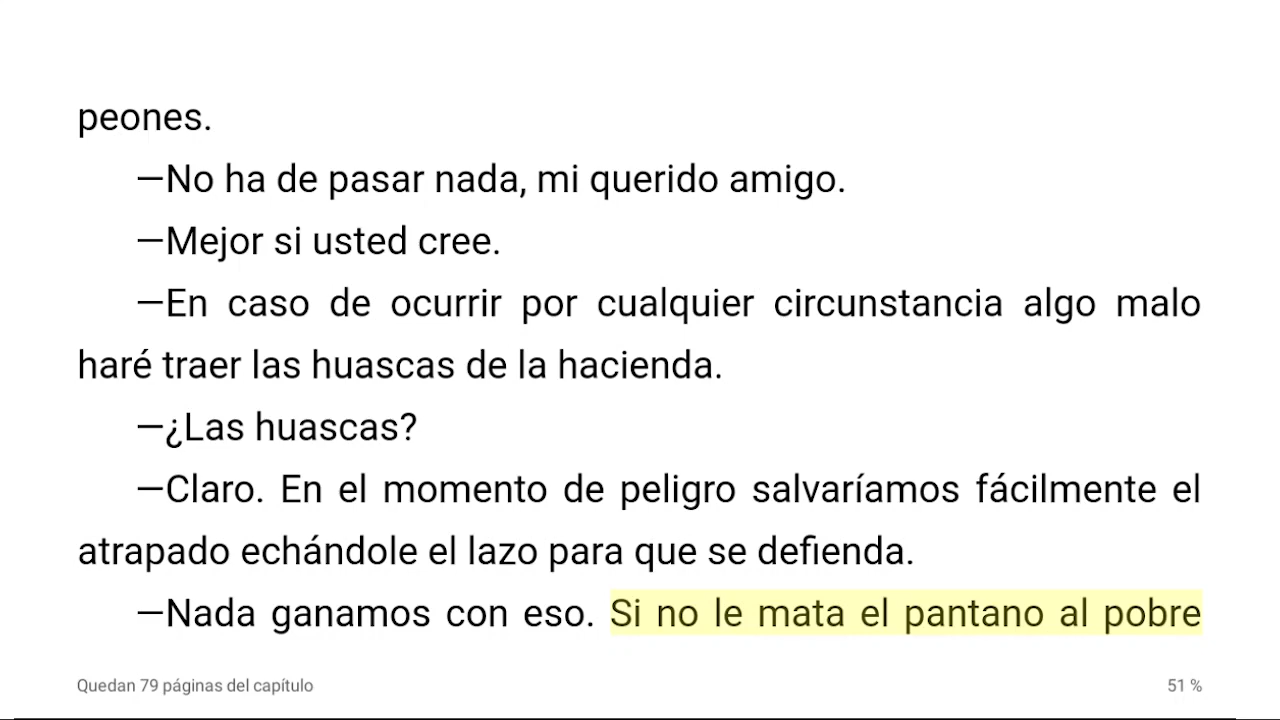 peones.
—No ha de pasar nada, mi querido amigo.
—Mejor si usted cree.
—En caso de ocurrir por cualquier circunstancia algo malo
haré traer las huascas de la hacienda.
—¿Las huascas?
—Claro. En el momento de peligro salvaríamos fácilmente el
atrapado echándole el lazo para que se defienda.
—Nada ganamos con eso. Si no le mata el pantano al pobre
Quedan 79 páginas del capítulo
51 %